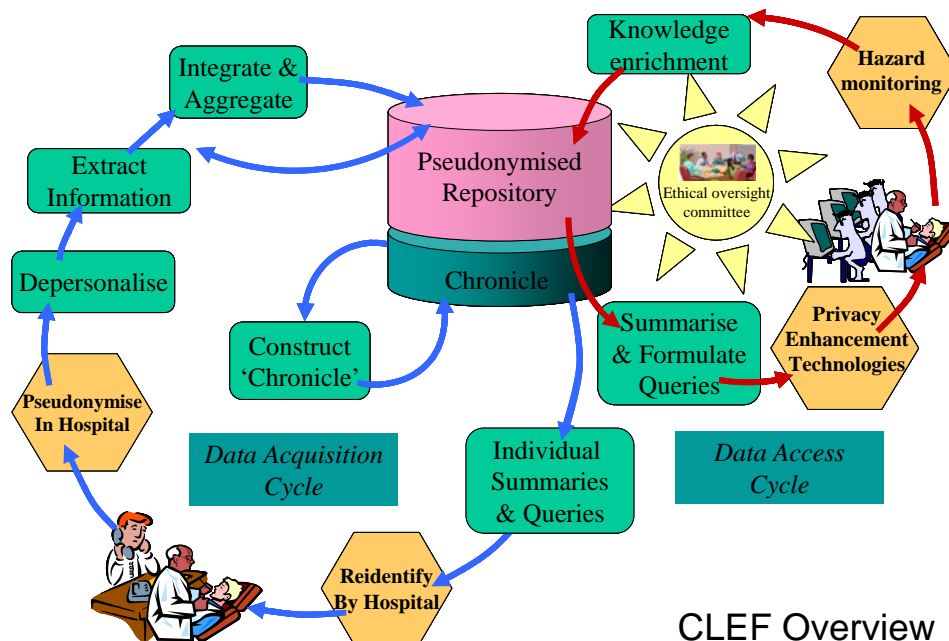 Knowledge
enrichment
Hazard
monitoring
Integrate &
Aggregate
Extract
Information
Pseudonymised
Repository
Ethical oversight
committee
Depersonalise
Chronicle
Construct
‘Chronicle’
Summarise
& Formulate
Queries
Privacy
Enhancement
Technologies
Pseudonymise
In Hospital
Data Acquisition
Cycle
Individual
Summaries
& Queries
Data Access
Cycle
Reidentify
By Hospital
CLEF Overview